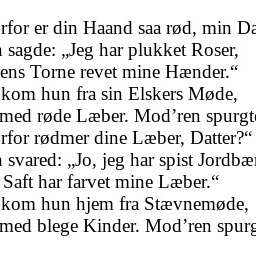 rfor er din Haand saa rød, min Da
sagde: „Jeg har plukket Roser,
ens Torne revet mine Hænder.“
kom hun fra sin Elskers Møde,
med røde Læber. Mod’ren spurgte
rfor rødmer dine Læber, Datter?“
svared: „Jo, jeg har spist Jordbær
Saft har farvet mine Læber.“
kom hun hjem fra Stævnemøde,
med blege Kinder. Mod’ren spurg